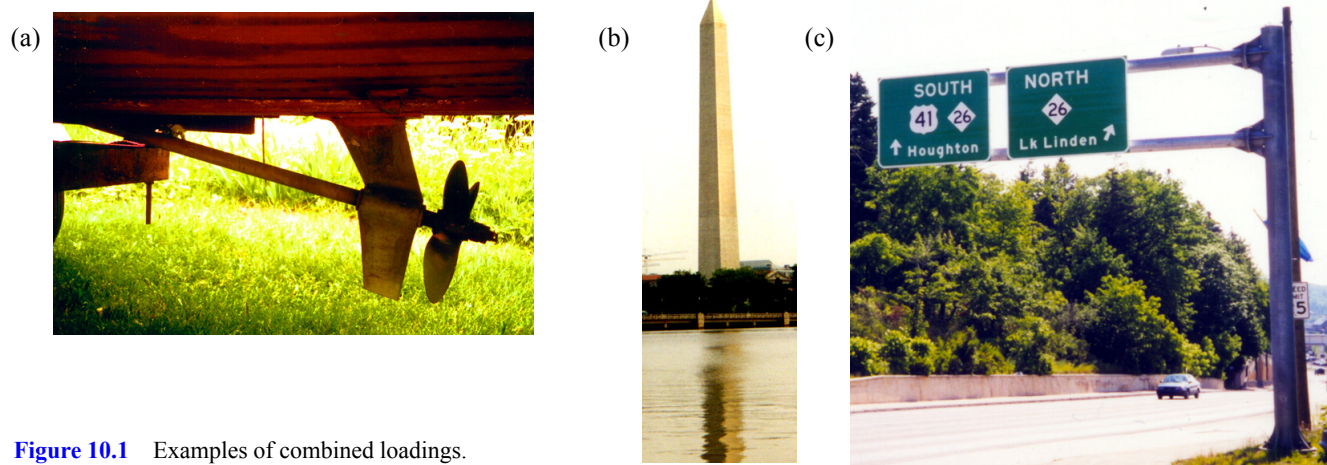 (a)
(b)
(c)
SOUTH
41 26
Houghton
NORTH
26
Lk Linden
5
Figure 10.1 Examples of combined loadings.